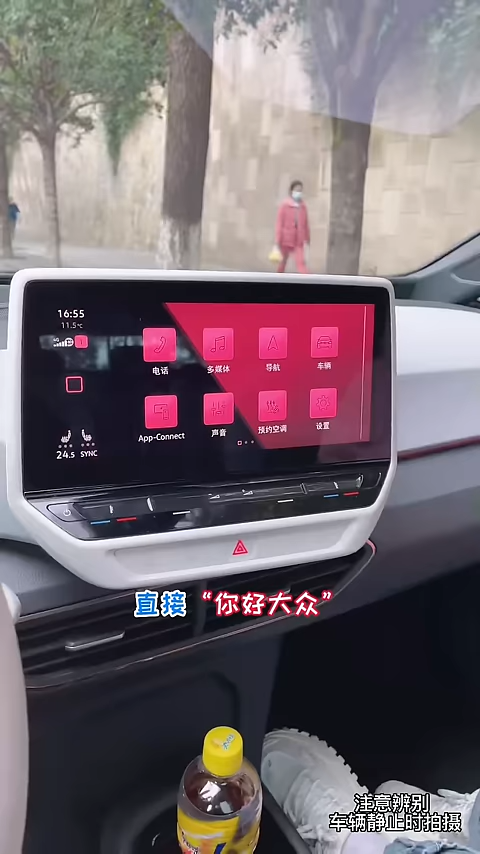 16:55
11.5℃
电话
多媒体
导航
车辆
App-Connect
声音
预约空调
设置
24.5 SYNC
直接“你好大众”
注意辨别
车辆静止时拍摄